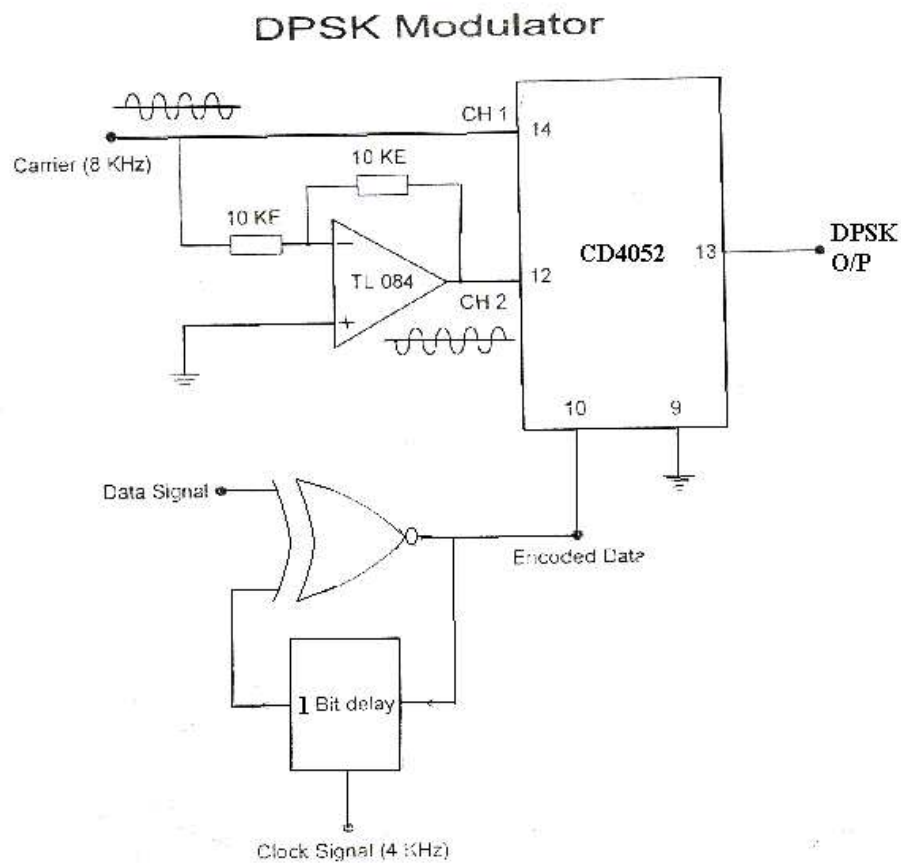 DPSK Modulator
CH 1
14
Carrier (8 KHz)
10 KE
10 KF
TL 084
12
CH 2
CD4052
13
DPSK
O/P
10
9
Data Signal
Encoded Data
1 Bit delay
Clock Signal (4 KHz)